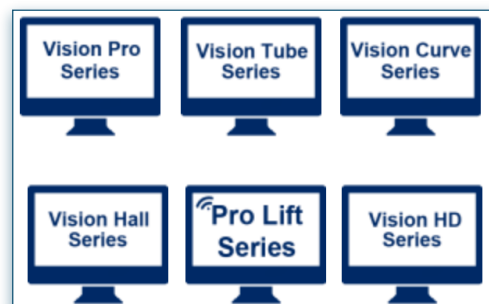 Vision Pro
Series
Vision Tube
Series
Vision Curve
Series
Vision Hall
Series
Pro Lift
Series
Vision HD
Series